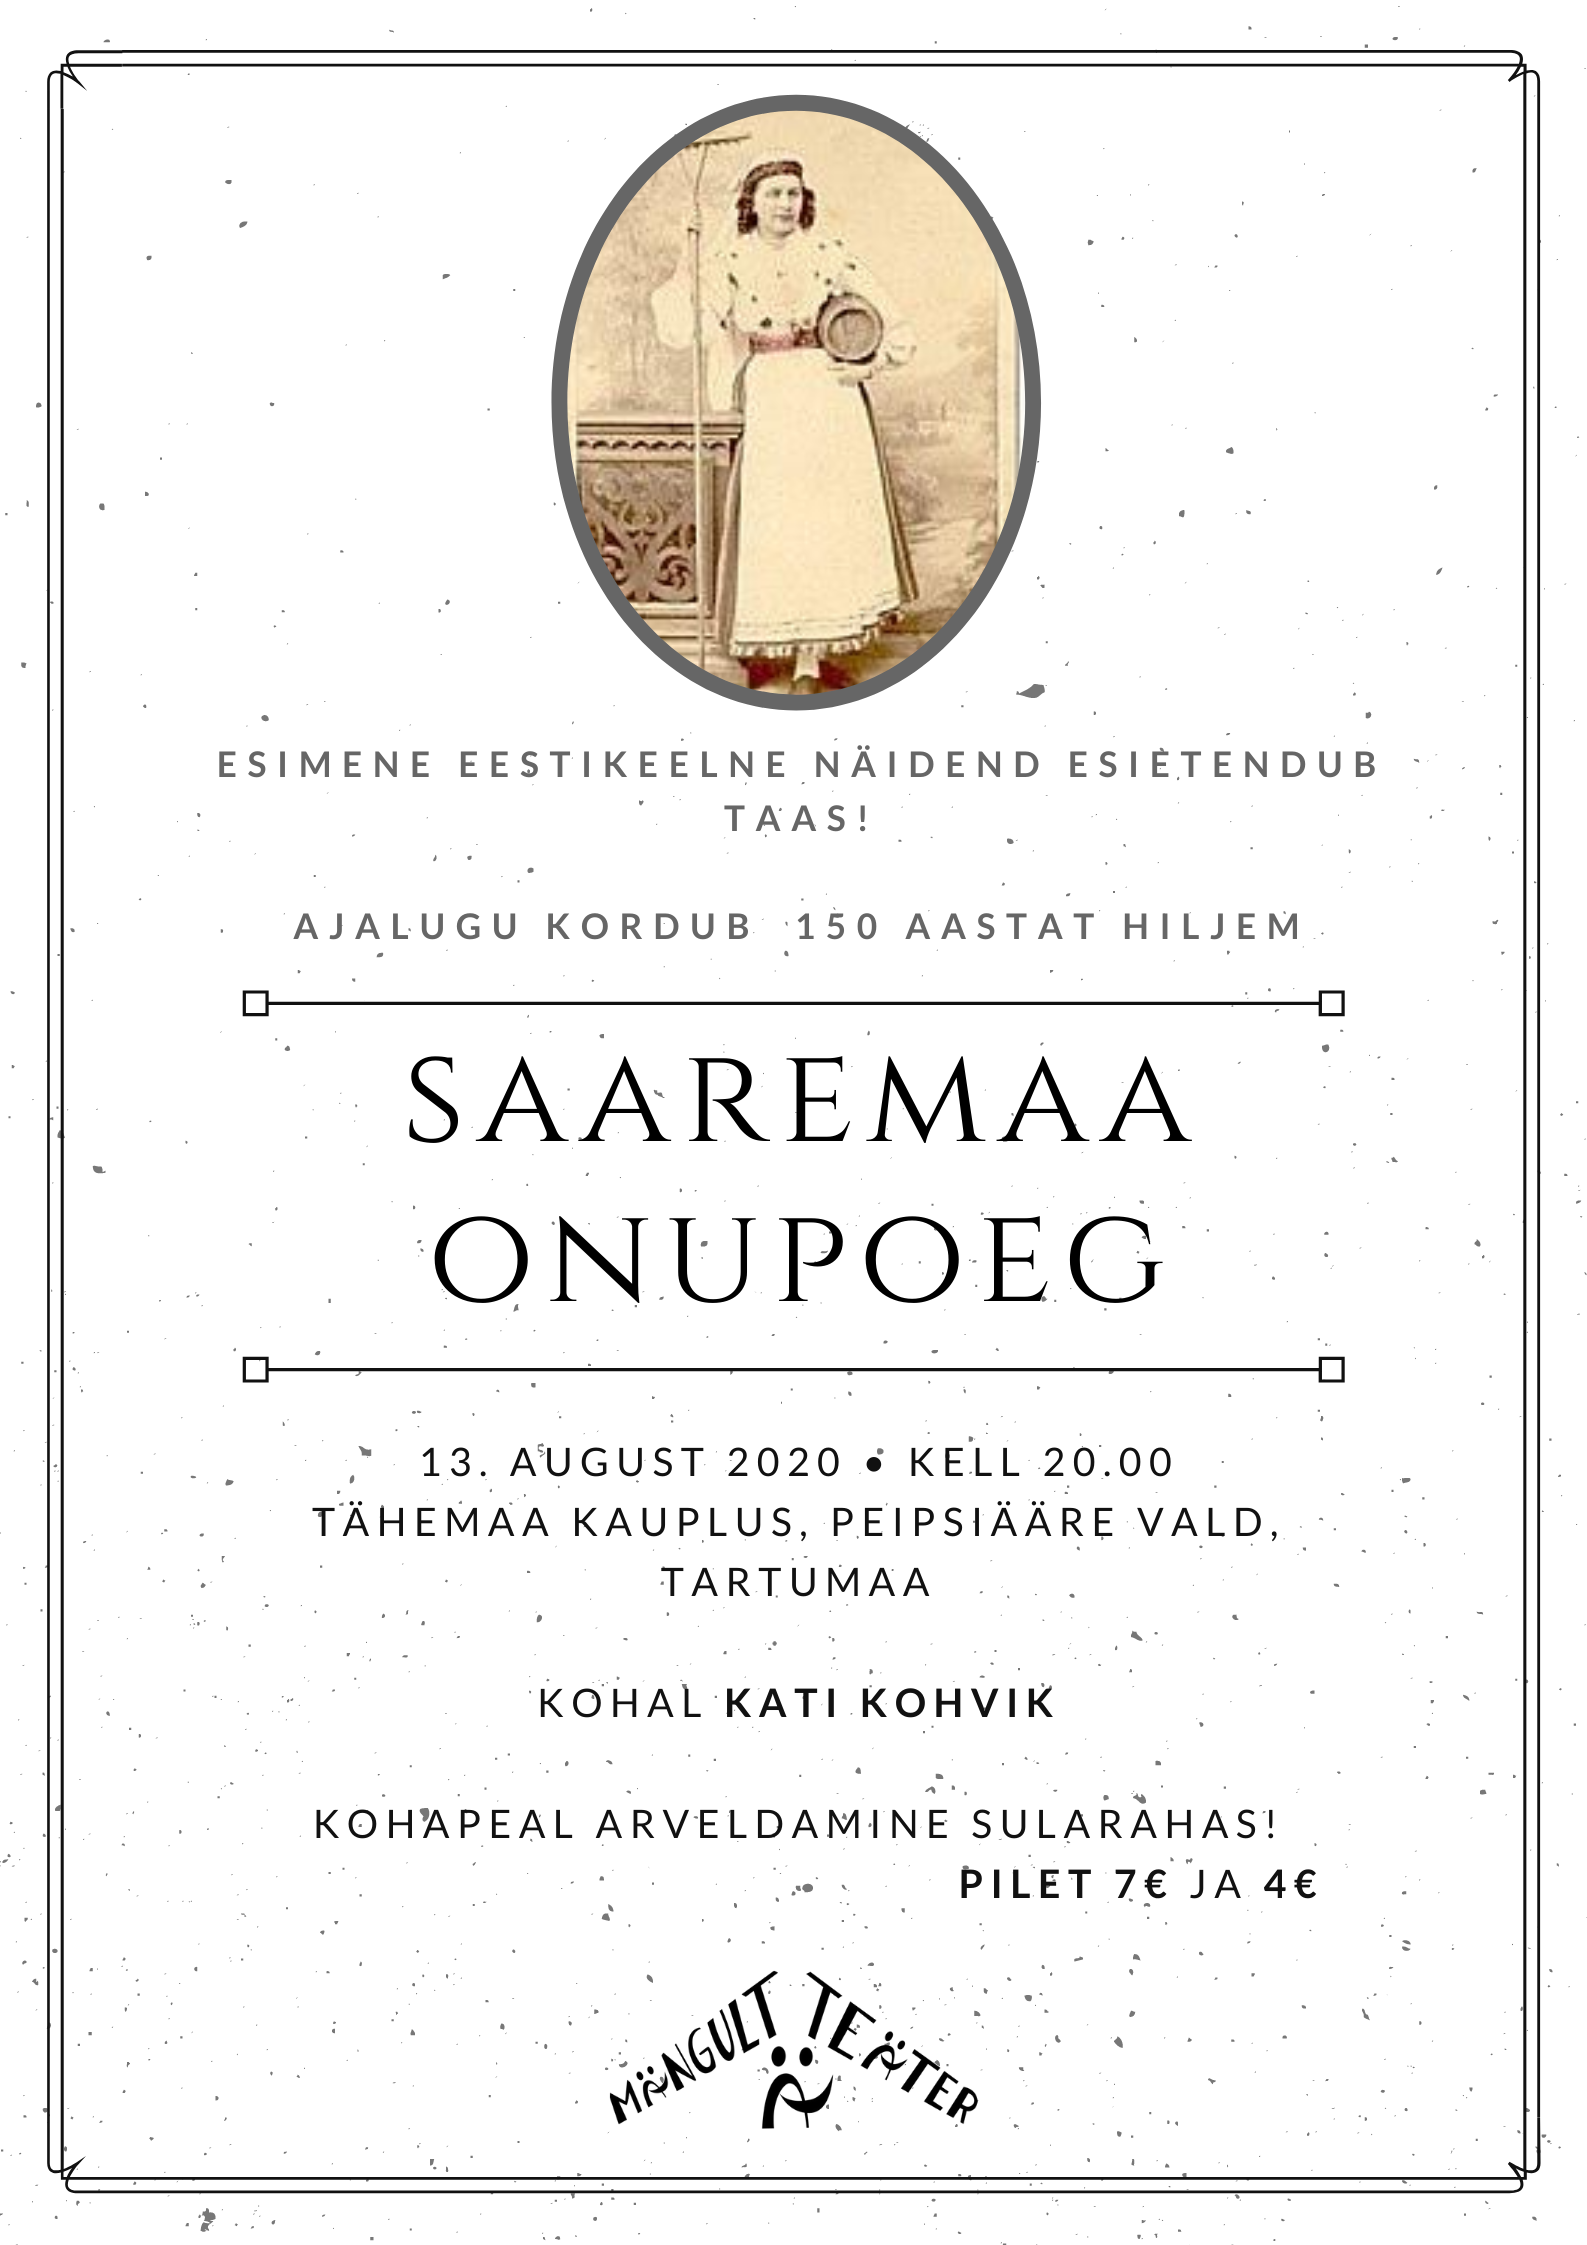 ESIMENE EESTIKEELNE NÄIDEND ESIETENDUB
TAAS!
AJALUGU KORDUB 150 AASTAT HILJEM
SAAREMAA
ONUPOEG
13. AUGUST 2020 • KELL 20.00
TÄHEMAA KAUPLUS, PEIPSIÄÄRE VALD,
TARTUMAA
KOHAL KATI KOHVIK
KOHAPEAL ARVELDAMINE SULARAHAS!
PILET 7€ JA 4€
MÄNGULT TEÄTER
Ä